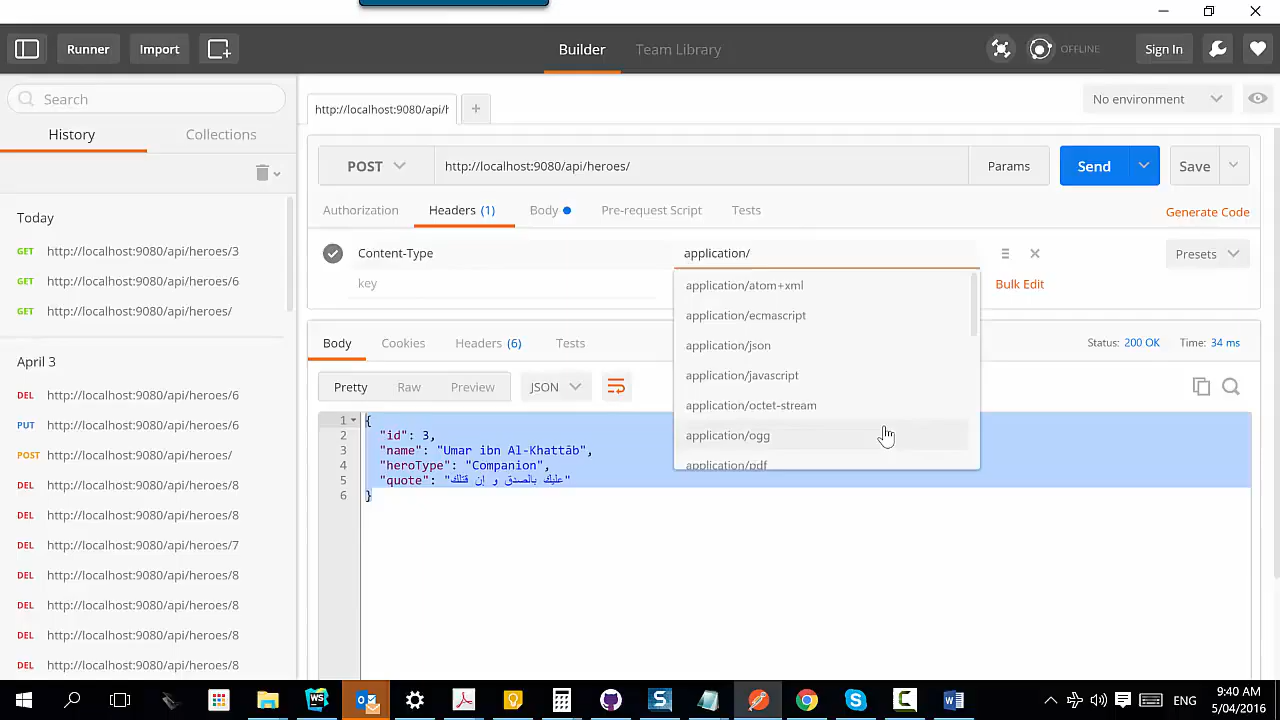 Runner
Import
Builder
Team Library
OFFLINE
Sign In
Search
http://localhost:9080/api/h
No environment
History
Collections
POST
http://localhost:9080/api/heroes/
Params
Send
Save
Authorization
Headers (1)
Body
Pre-request Script
Tests
Generate Code
Today
GET http://localhost:9080/api/heroes/3
GET http://localhost:9080/api/heroes/6
GET http://localhost:9080/api/heroes/
April 3
DEL http://localhost:9080/api/heroes/6
PUT http://localhost:9080/api/heroes/6
POST http://localhost:9080/api/heroes/
DEL http://localhost:9080/api/heroes/8
DEL http://localhost:9080/api/heroes/8
DEL http://localhost:9080/api/heroes/7
DEL http://localhost:9080/api/heroes/8
DEL http://localhost:9080/api/heroes/8
DEL http://localhost:9080/api/heroes/8
DEL http://localhost:9080/api/heroes/8
Content-Type
application/
Presets
key
Bulk Edit
application/atom+xml
application/ecmascript
application/json
application/javascript
application/octet-stream
application/ogg
application/pdf
Body
Cookies
Headers (6)
Tests
Status: 200 OK
Time: 34 ms
Pretty
Raw
Preview
JSON
1 {
2 "id": 3,
3 "name": "Umar ibn Al-Khattāb",
4 "heroType": "Companion",
5 "quote": "عليك بالصدق و إن قتلك"
6 }
ENG
9:40 AM
5/04/2016